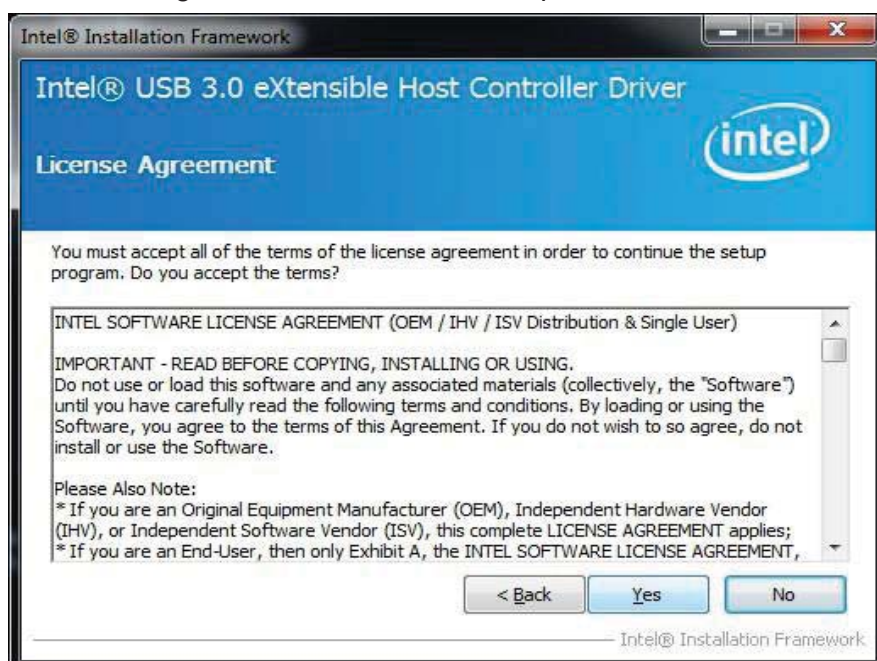 Intel® Installation Framework
Intel® USB 3.0 eXtensible Host Controller Driver
intel
License Agreement
You must accept all of the terms of the license agreement in order to continue the setup
program. Do you accept the terms?
INTEL SOFTWARE LICENSE AGREEMENT (OEM / IHV / ISV Distribution & Single User)
IMPORTANT - READ BEFORE COPYING, INSTALLING OR USING.
Do not use or load this software and any associated materials (collectively, the "Software")
until you have carefully read the following terms and conditions. By loading or using the
Software, you agree to the terms of this Agreement. If you do not wish to so agree, do not
install or use the Software.
Please Also Note:
* If you are an Original Equipment Manufacturer (OEM), Independent Hardware Vendor
(IHV), or Independent Software Vendor (ISV), this complete LICENSE AGREEMENT applies;
* If you are an End-User, then only Exhibit A, the INTEL SOFTWARE LICENSE AGREEMENT,
< Back Yes No
Intel® Installation Framework